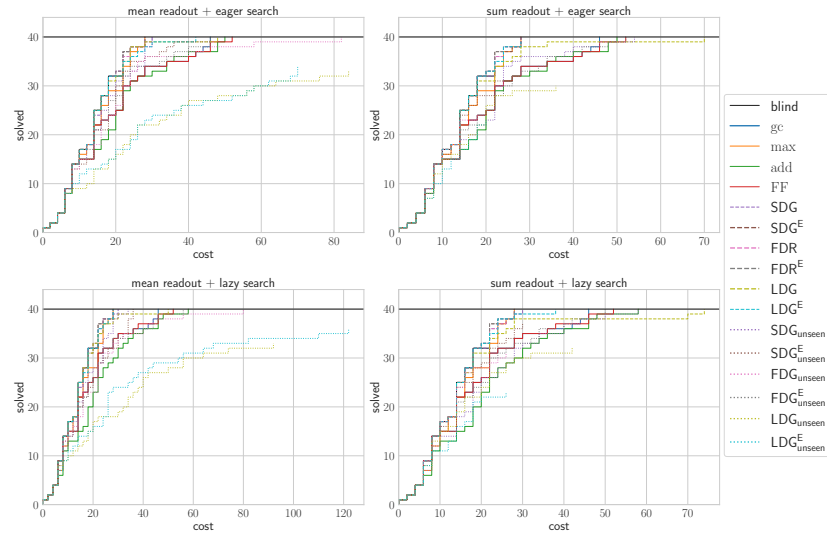 mean readout + eager search
sum readout + eager search
solved
40
30
20
10
0
0 20 40 60 80
cost
solved
40
30
20
10
0
0 10 20 30 40 50 60 70
cost
mean readout + lazy search
sum readout + lazy search
solved
40
30
20
10
0
0 20 40 60 80 100 120
cost
solved
40
30
20
10
0
0 10 20 30 40 50 60 70
cost
blind
gc
max
add
FF
SDG
SDG^E
FDR
FDR^E
LDG
LDG^E
SDG_unseen
SDG^E_unseen
FDG_unseen
FDG^E_unseen
LDG_unseen
LDG^E_unseen